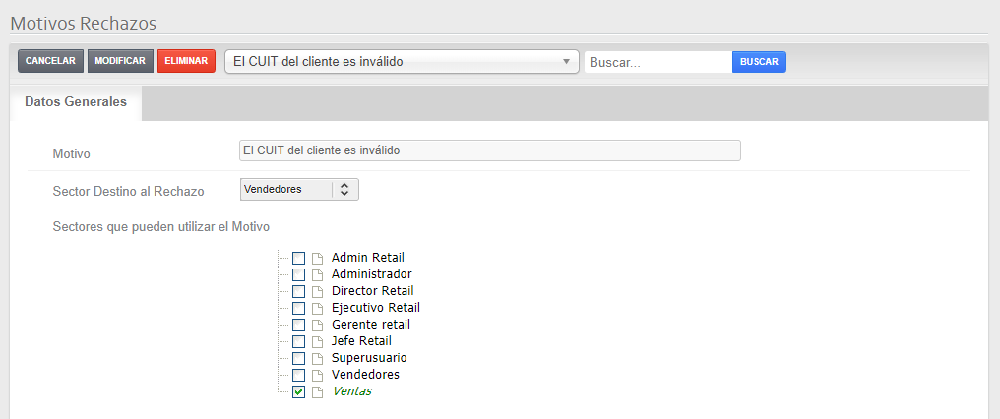 Motivos Rechazos
CANCELAR MODIFICAR ELIMINAR El CUIT del cliente es inválido Buscar... BUSCAR
Datos Generales
Motivo El CUIT del cliente es inválido
Sector Destino al Rechazo Vendedores
Sectores que pueden utilizar el Motivo
Admin Retail
Administrador
Director Retail
Ejecutivo Retail
Gerente retail
Jefe Retail
Superusuario
Vendedores
Ventas